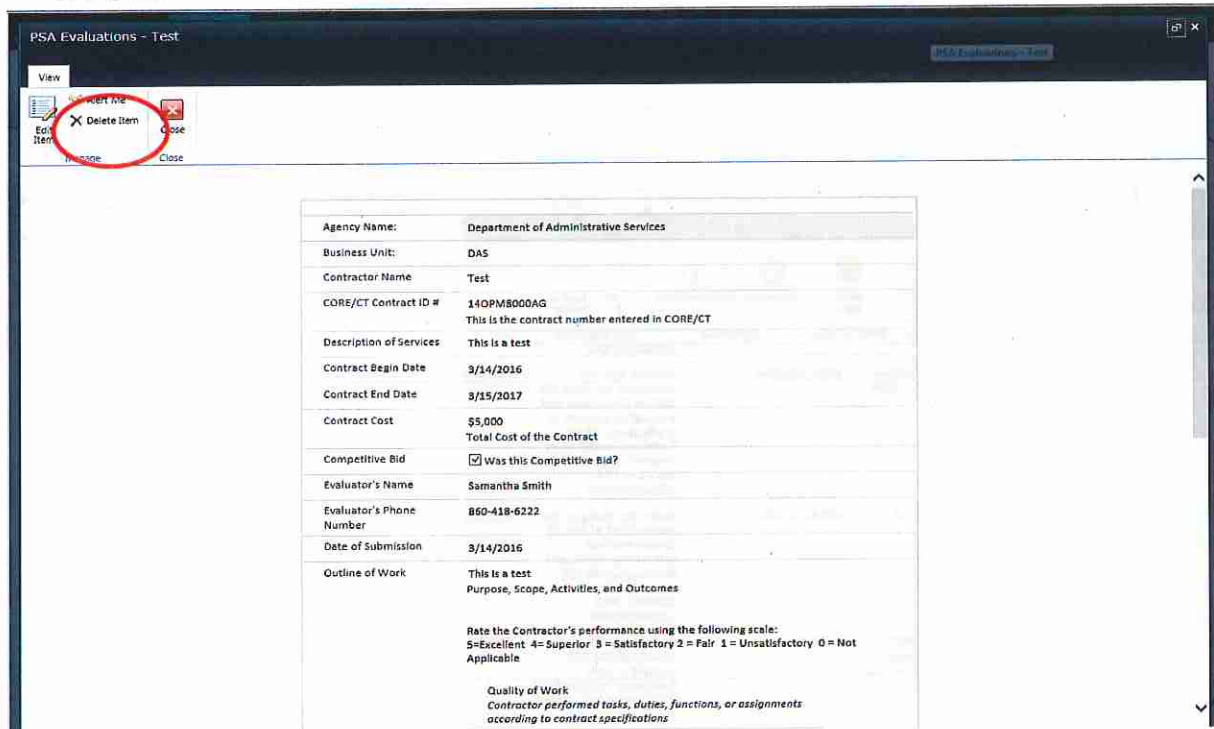 PSA Evaluations - Test
PSA Evaluations - Test
View
Alert Me
Delete Item
Edit
Item
Close
Manage
Close
Agency Name: Department of Administrative Services
Business Unit: DAS
Contractor Name Test
CORE/CT Contract ID # 14OPM8000AG
This is the contract number entered in CORE/CT
Description of Services This is a test
Contract Begin Date 3/14/2016
Contract End Date 3/15/2017
Contract Cost $5,000
Total Cost of the Contract
Competitive Bid Was this Competitive Bid?
Evaluator's Name Samantha Smith
Evaluator's Phone 860-418-6222
Number
Date of Submission 3/14/2016
Outline of Work This is a test
Purpose, Scope, Activities, and Outcomes
Rate the Contractor's performance using the following scale:
5=Excellent 4= Superior 3 = Satisfactory 2 = Fair 1 = Unsatisfactory 0 = Not
Applicable
Quality of Work
Contractor performed tasks, duties, functions, or assignments
according to contract specifications